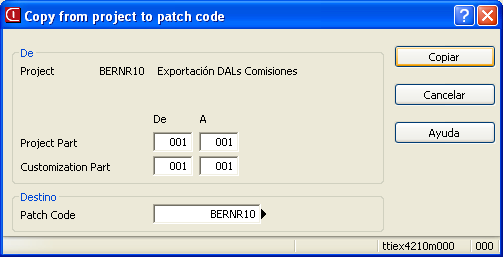 Copy from project to patch code
De
Project BERNR10 Exportación DALs Comisiones
De A
Project Part 001 001
Customization Part 001 001
Destino
Patch Code BERNR10
Copiar
Cancelar
Ayuda
ttiex4210m000 000